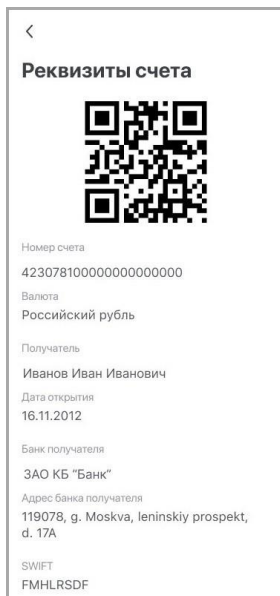 Реквизиты счета
Номер счета
423078100000000000000
Валюта
Российский рубль
Получатель
Иванов Иван Иванович
Дата открытия
16.11.2012
Банк получателя
ЗАО КБ "Банк"
Адрес банка получателя
119078, g. Moskva, leninskiy prospekt,
d. 17A
SWIFT
FMHLRSDF